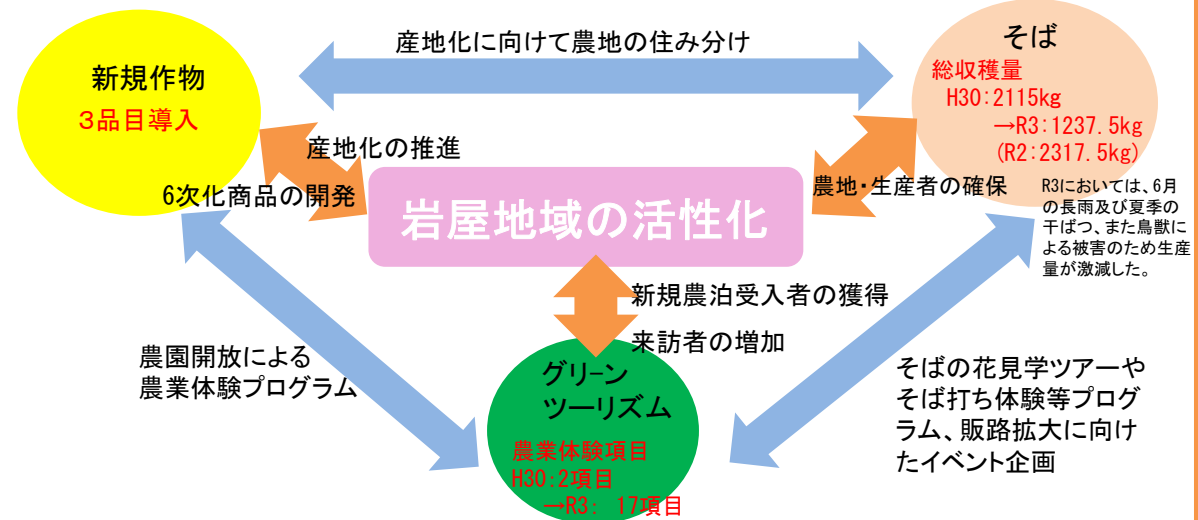 産地化に向けて農地の住み分け
新規作物
3品目導入
そば
総収穫量
H30:2115kg
→R3:1237.5kg
(R2:2317.5kg)
産地化の推進
6次化商品の開発
岩屋地域の活性化
農地・生産者の確保
R3においては、6月
の長雨及び夏季の
干ばつ、また鳥獣に
よる被害のため生産
量が激減した。
新規農泊受入者の獲得
来訪者の増加
農園開放による
農業体験プログラム
グリーン
ツーリズム
農業体験項目
H30:2項目
→R3: 17項目
そばの花見学ツアーや
そば打ち体験等プログ
ラム、販路拡大に向け
たイベント企画